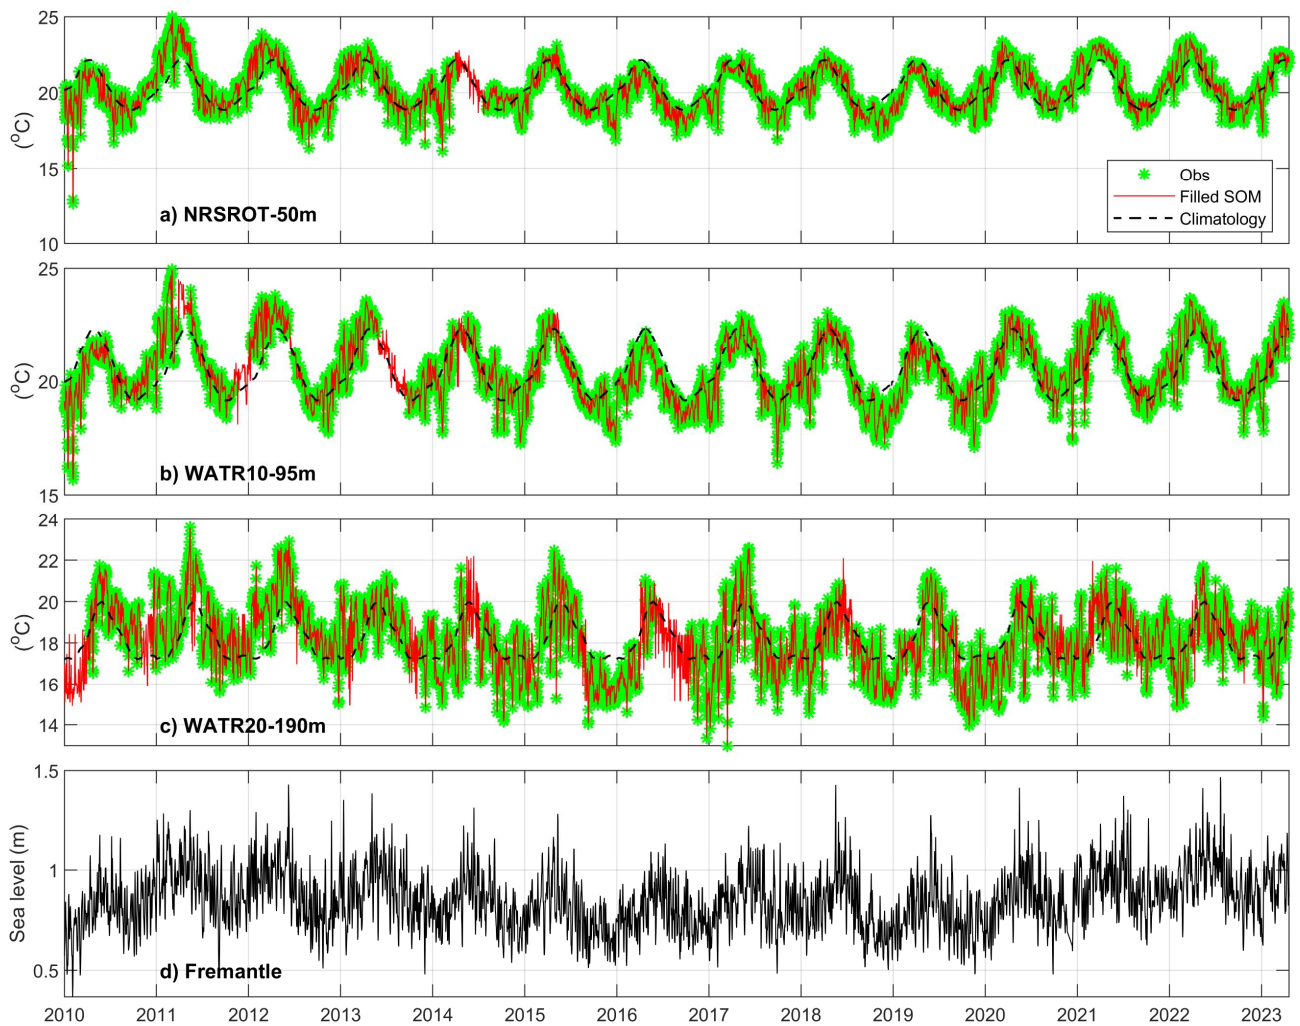 25
20
15
10
(°C)
a) NRSROT-50m
Obs
Filled SOM
Climatology
25
20
15
(°C)
b) WATR10-95m
24
22
20
18
16
14
(°C)
c) WATR20-190m
1.5
1
0.5
Sea level (m)
d) Fremantle
2010 2011 2012 2013 2014 2015 2016 2017 2018 2019 2020 2021 2022 2023